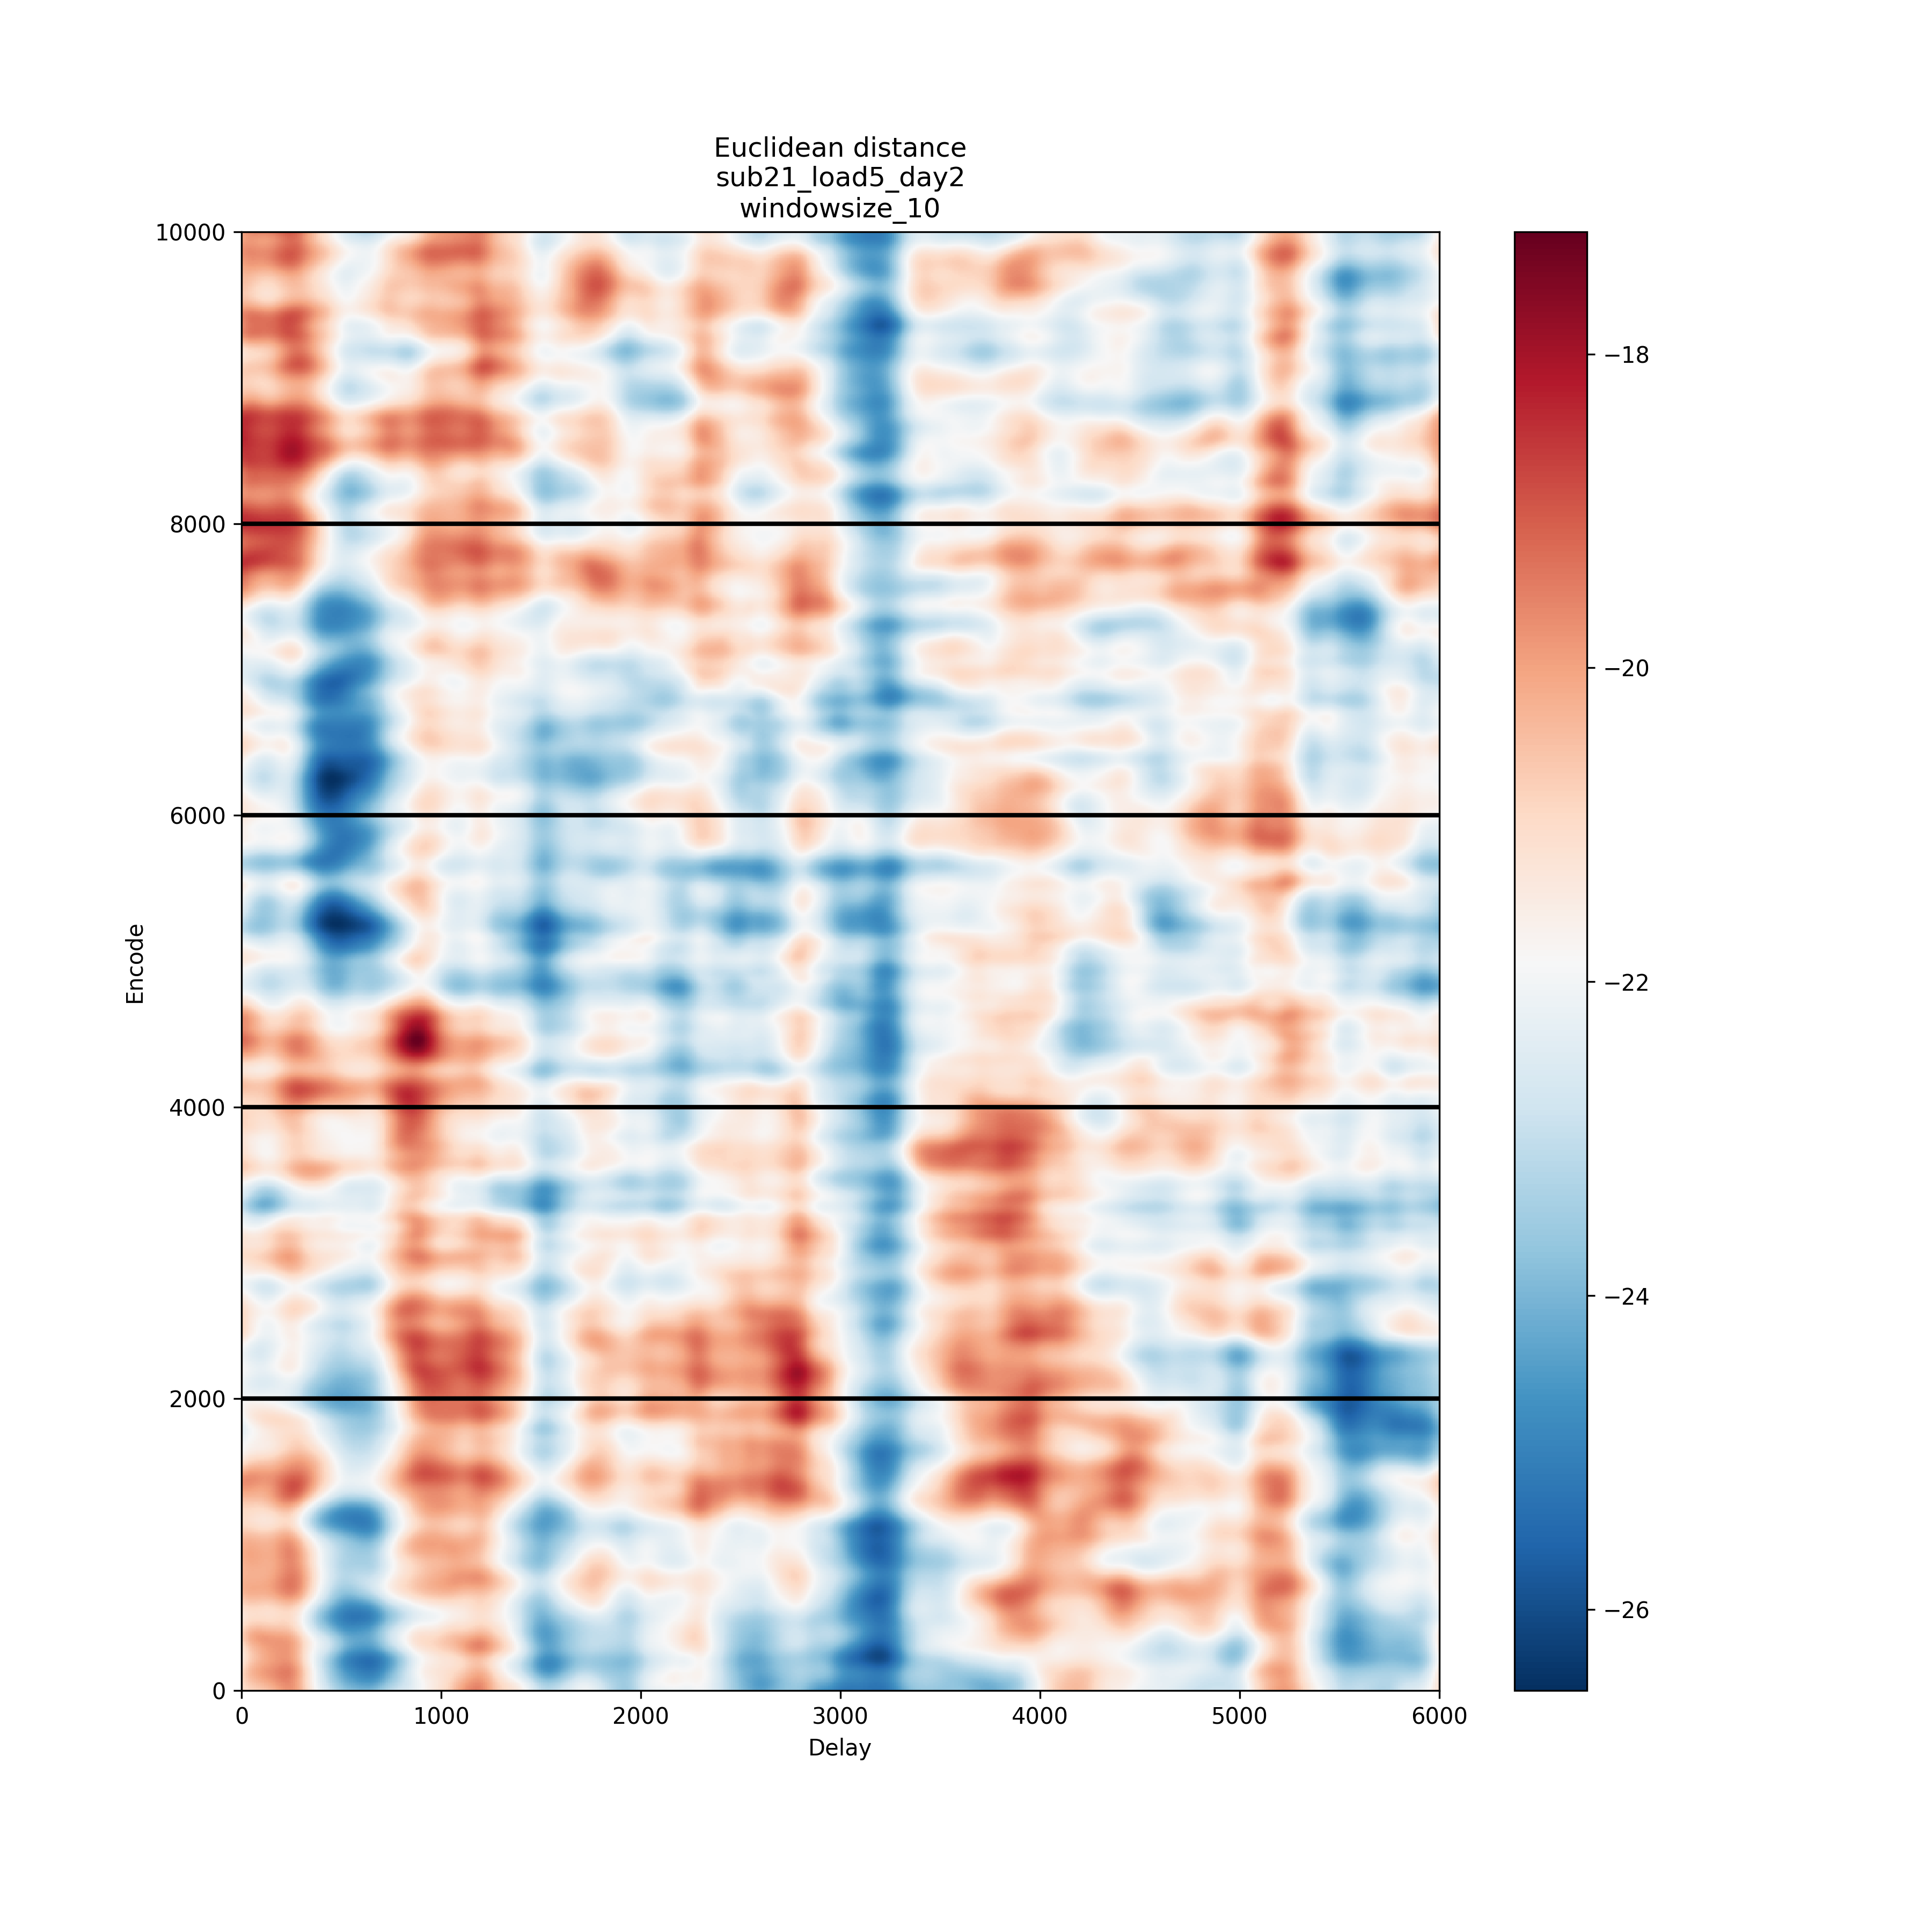 Euclidean distance
sub21_load5_day2
windowsize_10
10000
8000
6000
4000
2000
0
Encode
0 1000 2000 3000 4000 5000 6000
Delay
−18
−20
−22
−24
−26